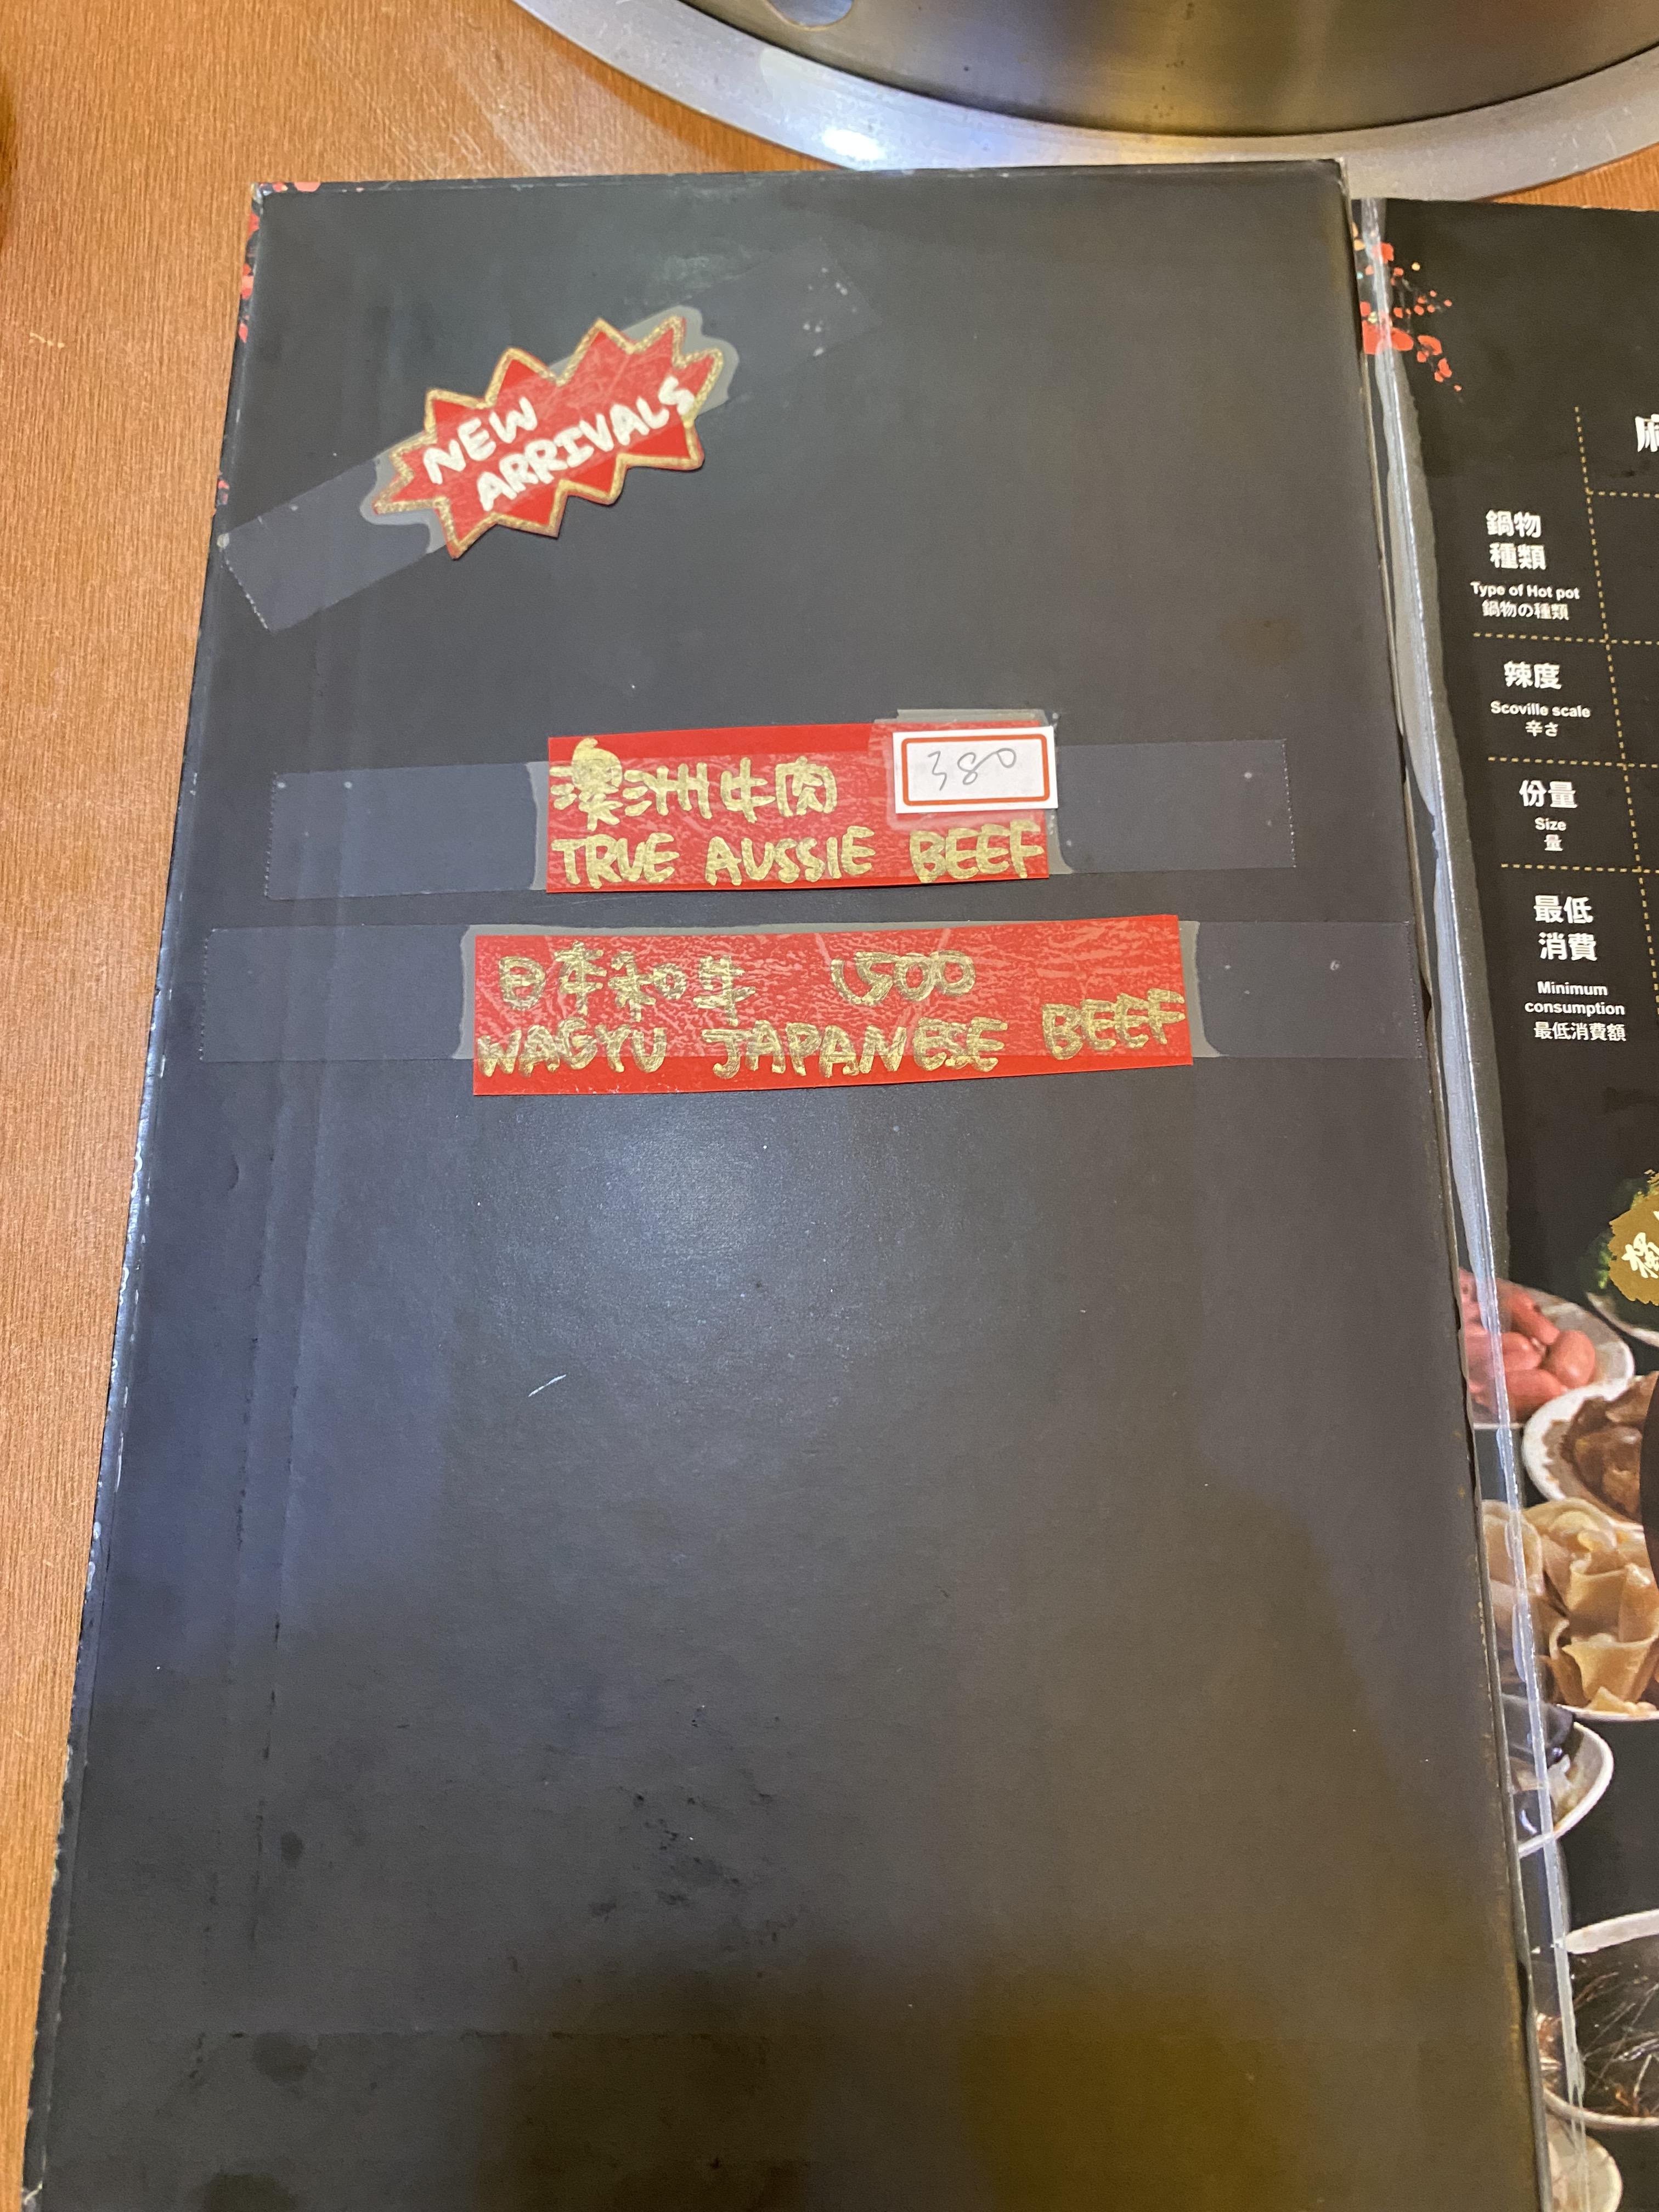 NEW
ARRIVALS
澳洲牛肉 380
TRUE AUSSIE BEEF
日本和牛 1500
WAGYU JAPANESE BEEF
鍋物
種類
Type of Hot pot
鍋物の種類
辣度
Scoville scale
辛さ
份量
Size
量
最低
消費
Minimum
consumption
最低消費額